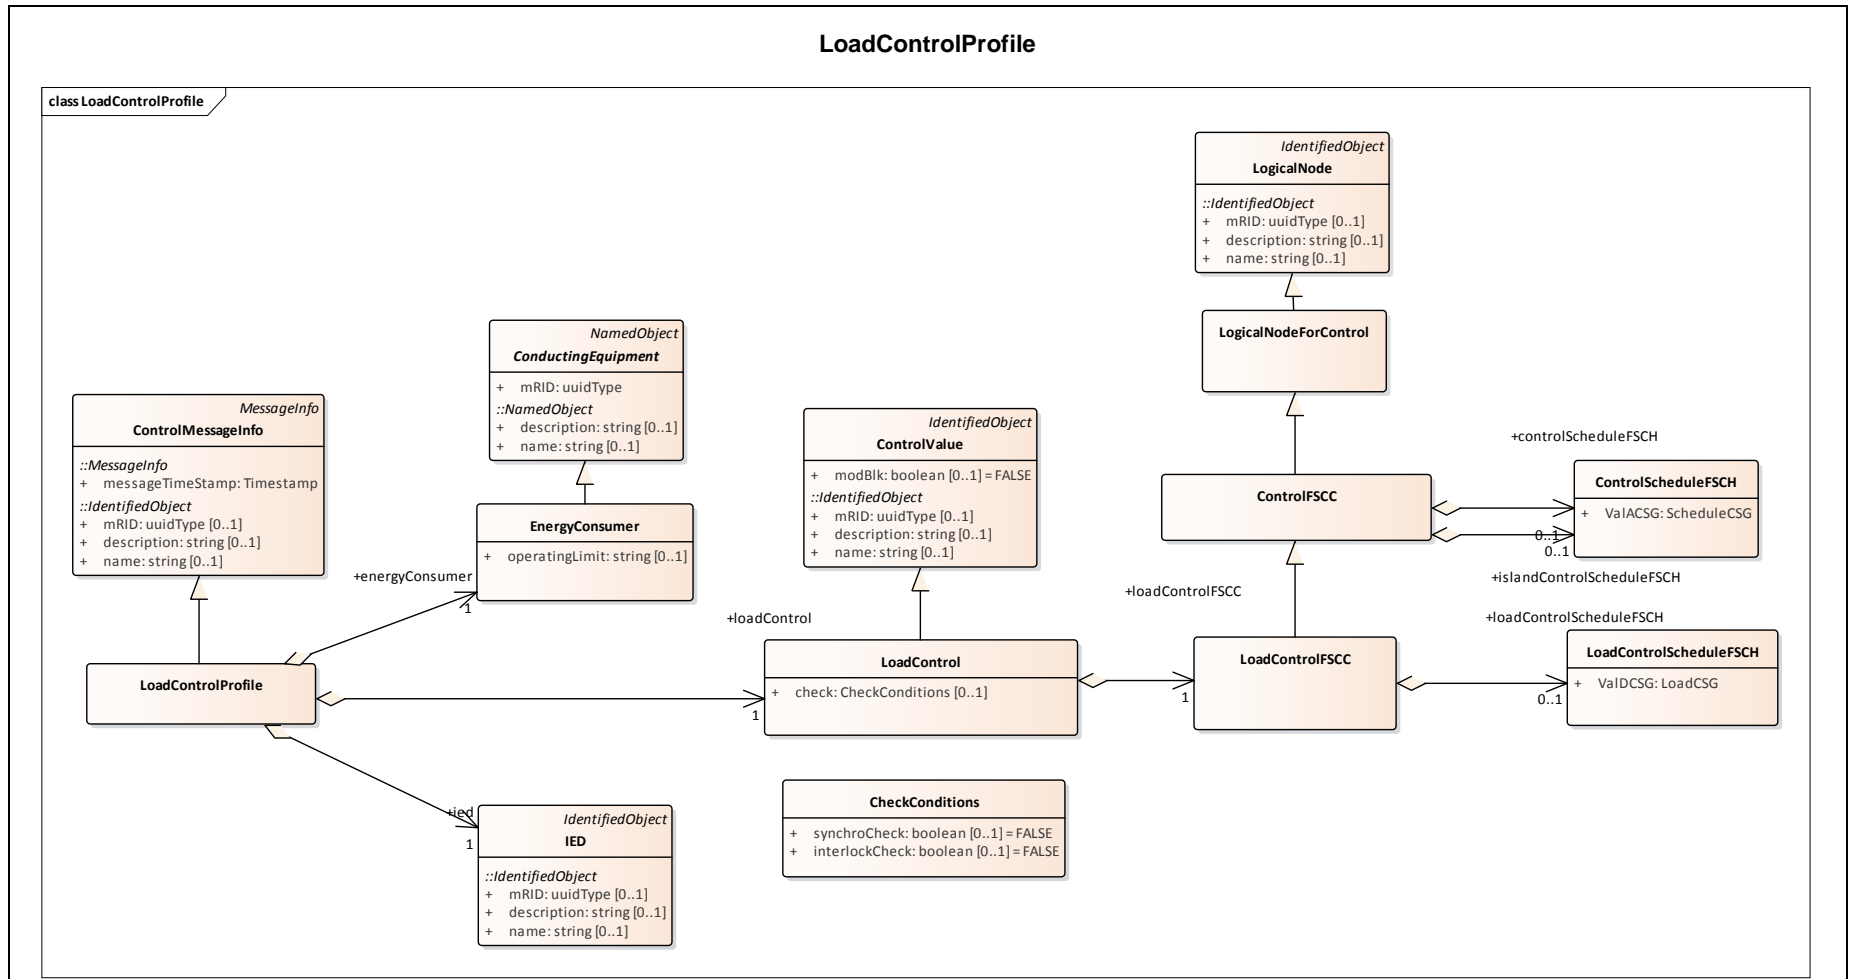 LoadControlProfile
class LoadControlProfile
IdentifiedObject
LogicalNode
::IdentifiedObject
+ mRID: uuidType [0..1]
+ description: string [0..1]
+ name: string [0..1]
LogicalNodeForControl
NamedObject
ConductingEquipment
+ mRID: uuidType
::NamedObject
+ description: string [0..1]
+ name: string [0..1]
MessageInfo
ControlMessageInfo
::MessageInfo
+ messageTimeStamp: Timestamp
::IdentifiedObject
+ mRID: uuidType [0..1]
+ description: string [0..1]
+ name: string [0..1]
IdentifiedObject
ControlValue
+ modBlk: boolean [0..1] = FALSE
::IdentifiedObject
+ mRID: uuidType [0..1]
+ description: string [0..1]
+ name: string [0..1]
+controlScheduleFSCH
ControlFSCC
ControlScheduleFSCH
+ ValACSG: ScheduleCSG
0..1
0..1
+islandControlScheduleFSCH
EnergyConsumer
+ operatingLimit: string [0..1]
+energyConsumer
1
+loadControl
+loadControlFSCC
+loadControlScheduleFSCH
LoadControlProfile
1
LoadControl
+ check: CheckConditions [0..1]
1
LoadControlFSCC
0..1
LoadControlScheduleFSCH
+ ValDCSG: LoadCSG
CheckConditions
+ synchroCheck: boolean [0..1] = FALSE
+ interlockCheck: boolean [0..1] = FALSE
+ied
1
IdentifiedObject
IED
::IdentifiedObject
+ mRID: uuidType [0..1]
+ description: string [0..1]
+ name: string [0..1]